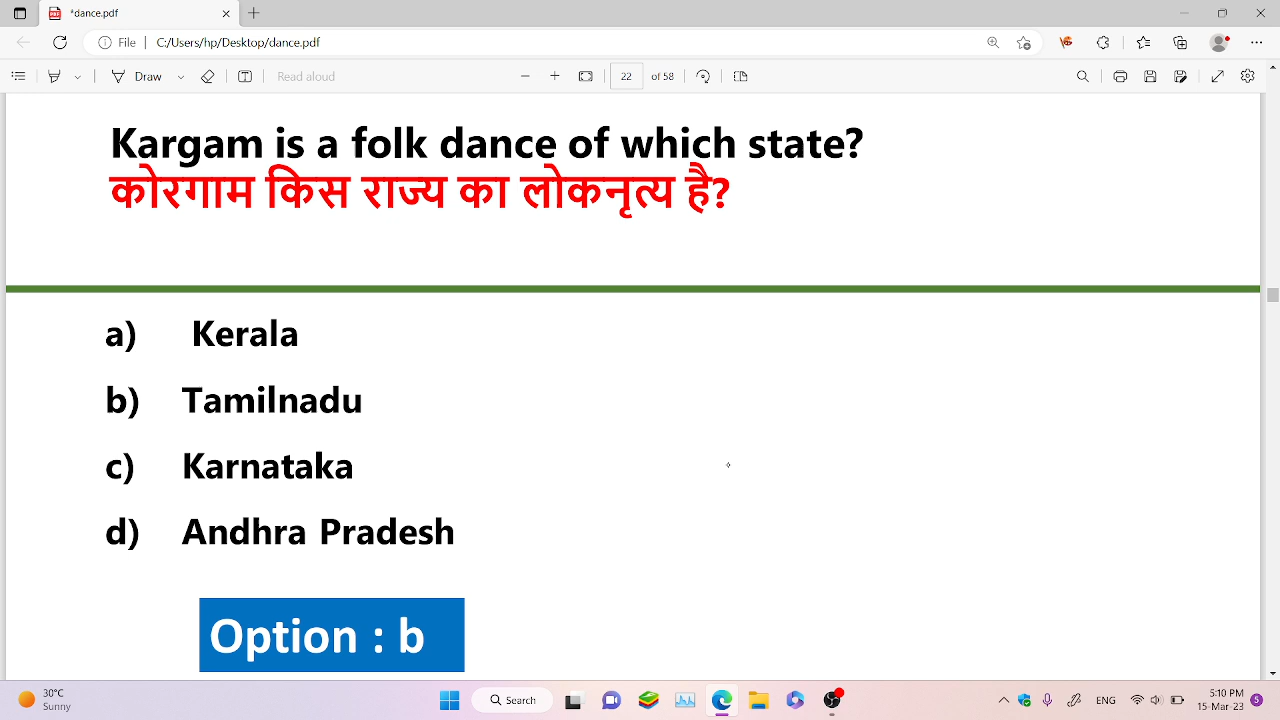 *dance.pdf
File C:/Users/hp/Desktop/dance.pdf
Draw Read aloud 22 of 58
Kargam is a folk dance of which state?
कोरगाम किस राज्य का लोकनृत्य है?
a) Kerala
b) Tamilnadu
c) Karnataka
d) Andhra Pradesh
Option : b
30°C
Sunny
Search
ENG
5:10 PM
15-Mar-23
5